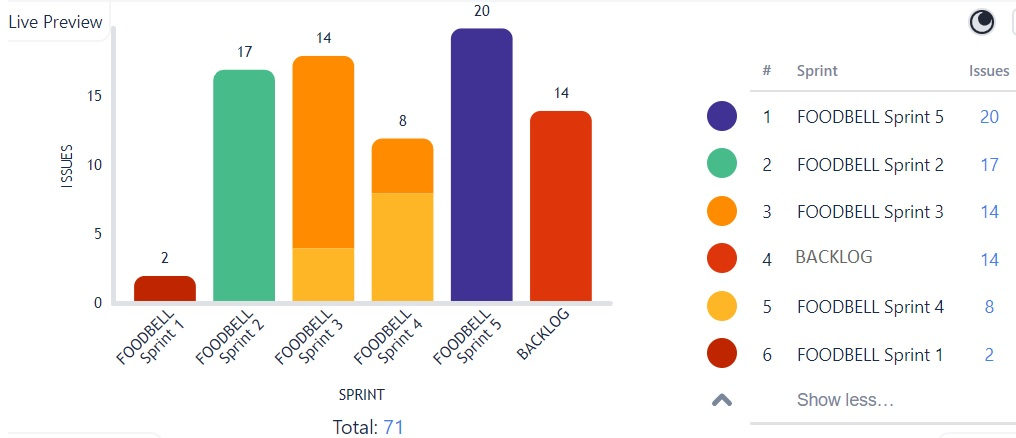 Live Preview
20
17
14
8
14
2
15
10
5
0
ISSUES
FOODBELL
Sprint 1
FOODBELL
Sprint 2
FOODBELL
Sprint 3
FOODBELL
Sprint 4
FOODBELL
Sprint 5
BACKLOG
SPRINT
Total: 71
# Sprint Issues
1 FOODBELL Sprint 5 20
2 FOODBELL Sprint 2 17
3 FOODBELL Sprint 3 14
4 BACKLOG 14
5 FOODBELL Sprint 4 8
6 FOODBELL Sprint 1 2
Show less...